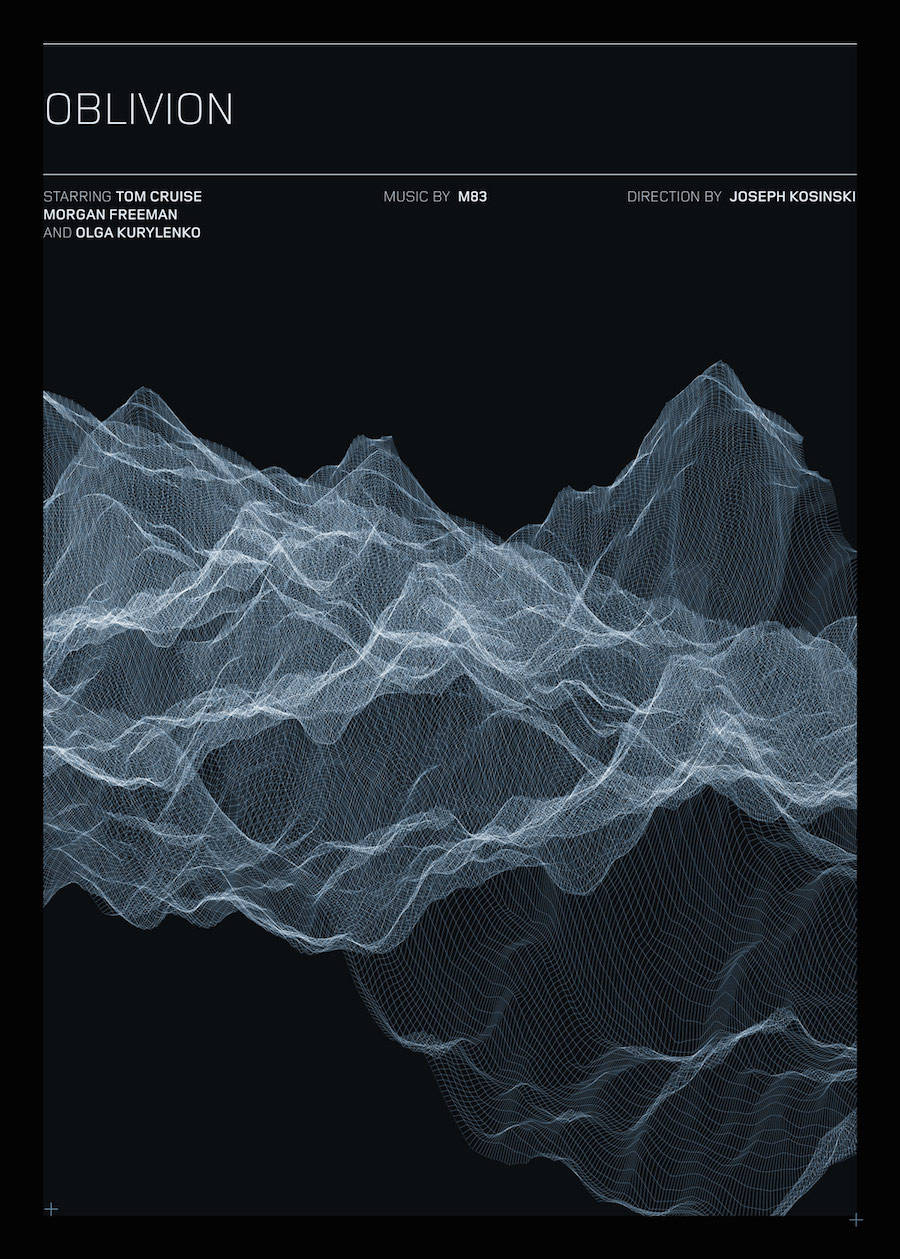 OBLIVION
STARRING TOM CRUISE
MORGAN FREEMAN
AND OLGA KURYLENKO
MUSIC BY M83
DIRECTION BY JOSEPH KOSINSKI